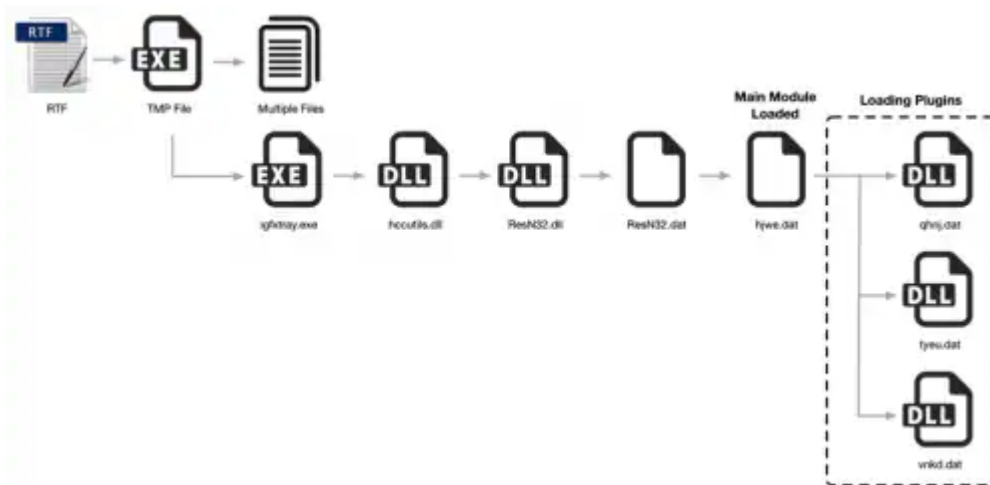 RTF
EXE
RTF
TMP File
Multiple Files
Main Module
Loaded
Loading Plugins
EXE
DLL
DLL
DLL
igfxtray.exe
hccutils.dll
ResN32.dll
ResN32.dat
hjwe.dat
qhnj.dat
DLL
tyeu.dat
DLL
vnkd.dat